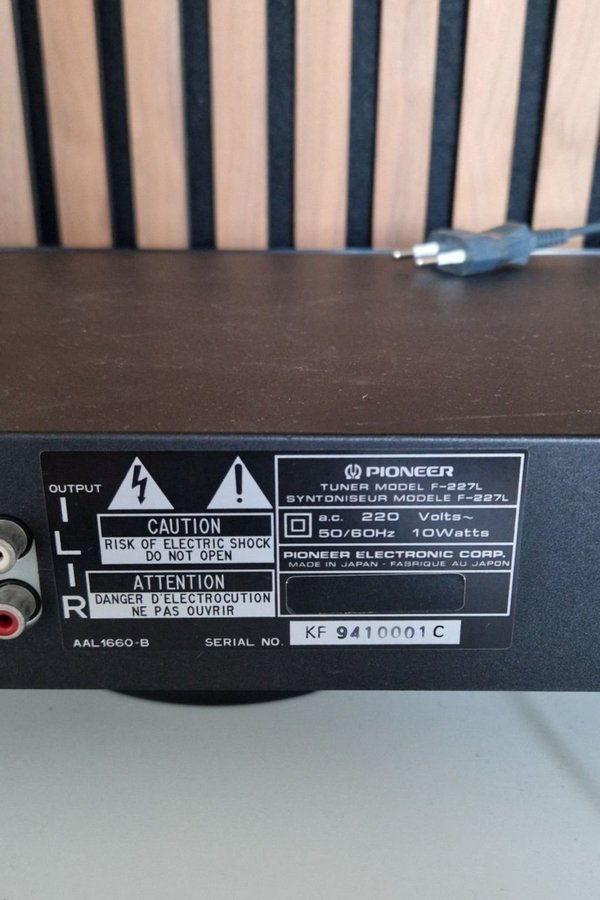 OUTPUT
L
R
CAUTION
RISK OF ELECTRIC SHOCK
DO NOT OPEN
ATTENTION
DANGER D'ELECTROCUTION
NE PAS OUVRIR
AAL1660-B
PIONEER
TUNER MODEL F-227L
SYNTONISEUR MODELE F-227L
a.c. 220 Volts~
50/60Hz 10Watts
PIONEER ELECTRONIC CORP.
MADE IN JAPAN - FABRIQUE AU JAPON
SERIAL NO. KF 9410001C